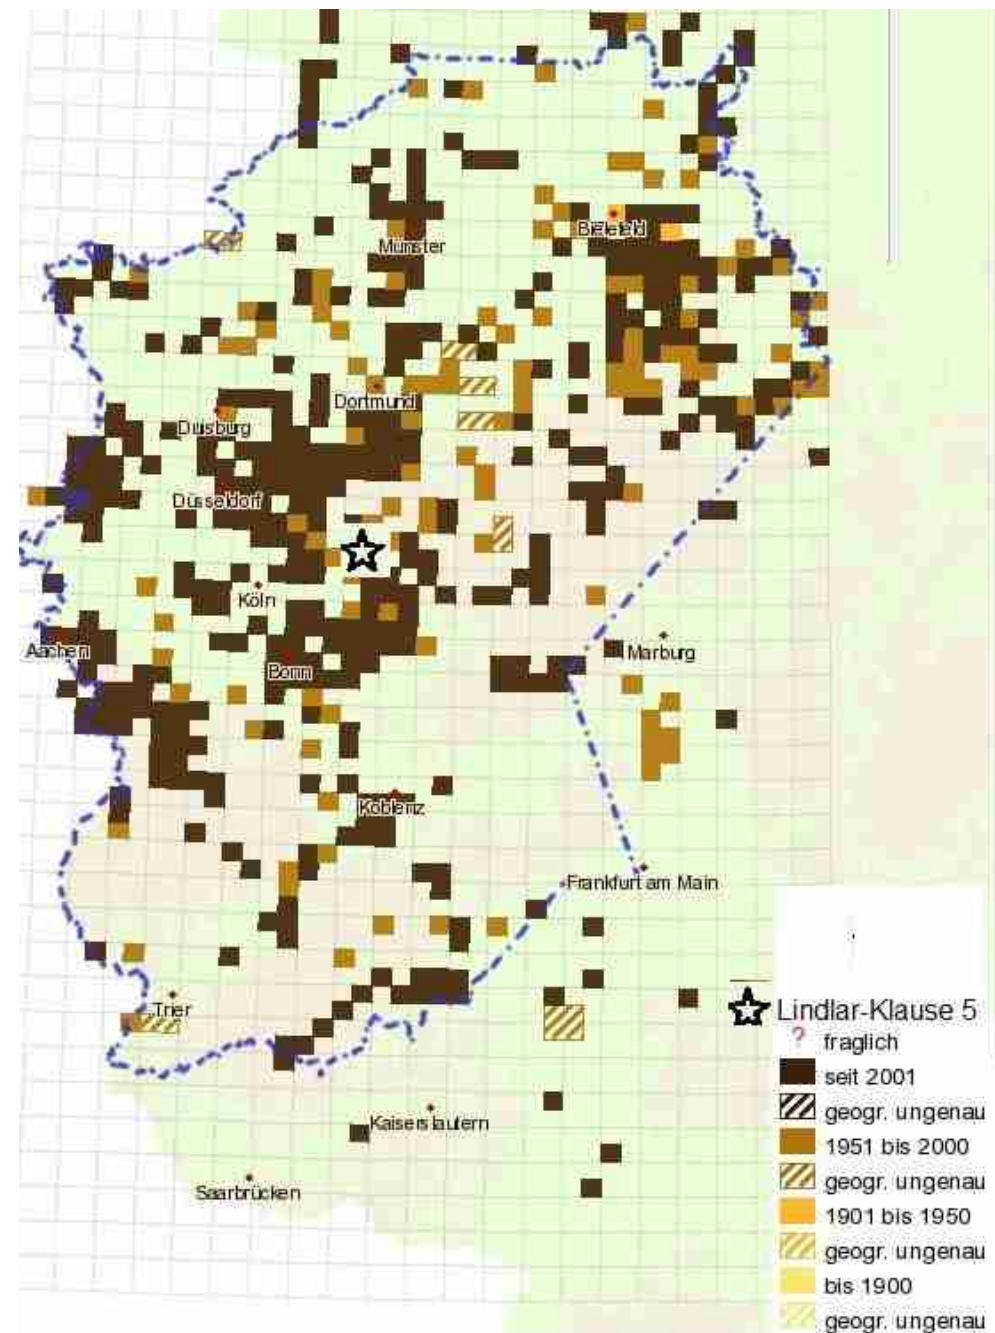 Bielefeld
Münster
Dortmund
Duisburg
Düsseldorf
Köln
Aachen
Marburg
Bonn
Koblenz
Frankfurt am Main
Trier
Lindlar-Klause 5
? fraglich
seit 2001
geogr. ungenau
1951 bis 2000
geogr. ungenau
1901 bis 1950
geogr. ungenau
bis 1900
geogr. ungenau
Kaiserslautern
Saarbrücken